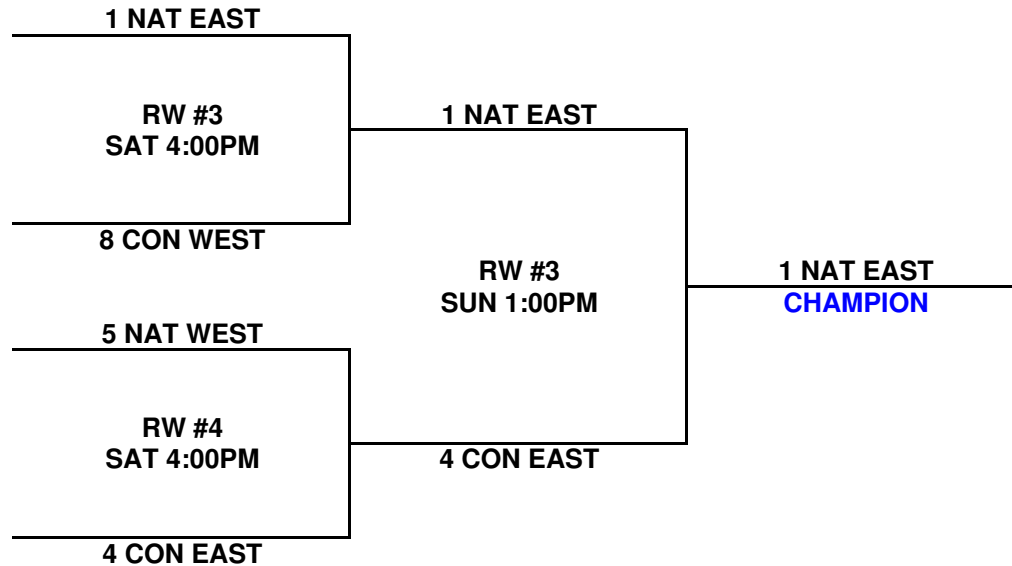 1 NAT EAST
RW #3
SAT 4:00PM
1 NAT EAST
8 CON WEST
RW #3
SUN 1:00PM
1 NAT EAST
CHAMPION
5 NAT WEST
RW #4
SAT 4:00PM
4 CON EAST
4 CON EAST